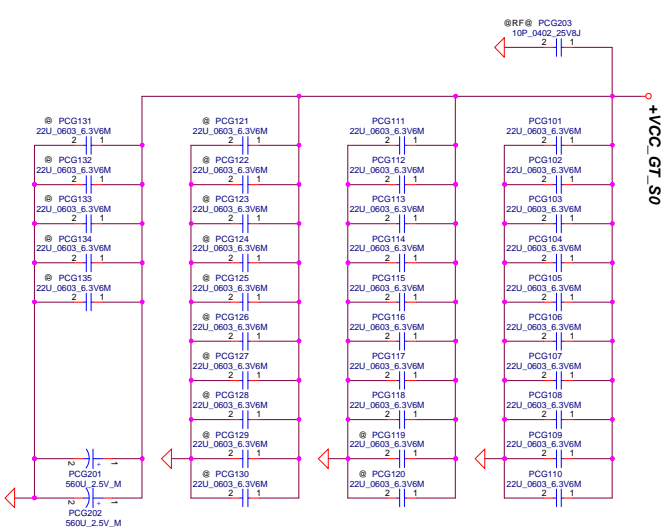 @RF@ PCG203
10P_0402_25V8J
2 1
+VCC_GT_S0
@ PCG131
22U_0603_6.3V6M
2 1
@ PCG132
22U_0603_6.3V6M
2 1
@ PCG133
22U_0603_6.3V6M
2 1
@ PCG134
22U_0603_6.3V6M
2 1
@ PCG135
22U_0603_6.3V6M
2 1
2 1
+
PCG201
560U_2.5V_M
2 1
+
PCG202
560U_2.5V_M
@ PCG121
22U_0603_6.3V6M
2 1
@ PCG122
22U_0603_6.3V6M
2 1
@ PCG123
22U_0603_6.3V6M
2 1
@ PCG124
22U_0603_6.3V6M
2 1
@ PCG125
22U_0603_6.3V6M
2 1
@ PCG126
22U_0603_6.3V6M
2 1
@ PCG127
22U_0603_6.3V6M
2 1
@ PCG128
22U_0603_6.3V6M
2 1
@ PCG129
22U_0603_6.3V6M
2 1
@ PCG130
22U_0603_6.3V6M
2 1
PCG111
22U_0603_6.3V6M
2 1
PCG112
22U_0603_6.3V6M
2 1
PCG113
22U_0603_6.3V6M
2 1
PCG114
22U_0603_6.3V6M
2 1
PCG115
22U_0603_6.3V6M
2 1
PCG116
22U_0603_6.3V6M
2 1
PCG117
22U_0603_6.3V6M
2 1
PCG118
22U_0603_6.3V6M
2 1
@ PCG119
22U_0603_6.3V6M
2 1
@ PCG120
22U_0603_6.3V6M
2 1
PCG101
22U_0603_6.3V6M
2 1
PCG102
22U_0603_6.3V6M
2 1
PCG103
22U_0603_6.3V6M
2 1
PCG104
22U_0603_6.3V6M
2 1
PCG105
22U_0603_6.3V6M
2 1
PCG106
22U_0603_6.3V6M
2 1
PCG107
22U_0603_6.3V6M
2 1
PCG108
22U_0603_6.3V6M
2 1
PCG109
22U_0603_6.3V6M
2 1
PCG110
22U_0603_6.3V6M
2 1